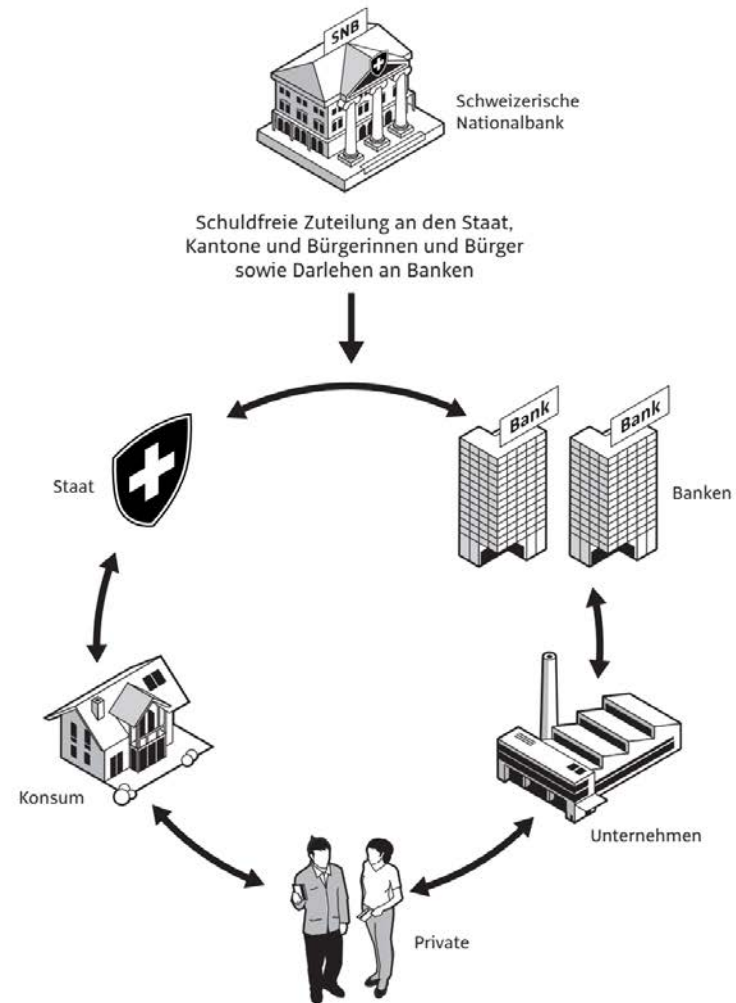 SNB
Schweizerische
Nationalbank
Schuldfreie Zuteilung an den Staat,
Kantone und Bürgerinnen und Bürger
sowie Darlehen an Banken
Bank
Bank
Staat
Banken
Konsum
Unternehmen
Private